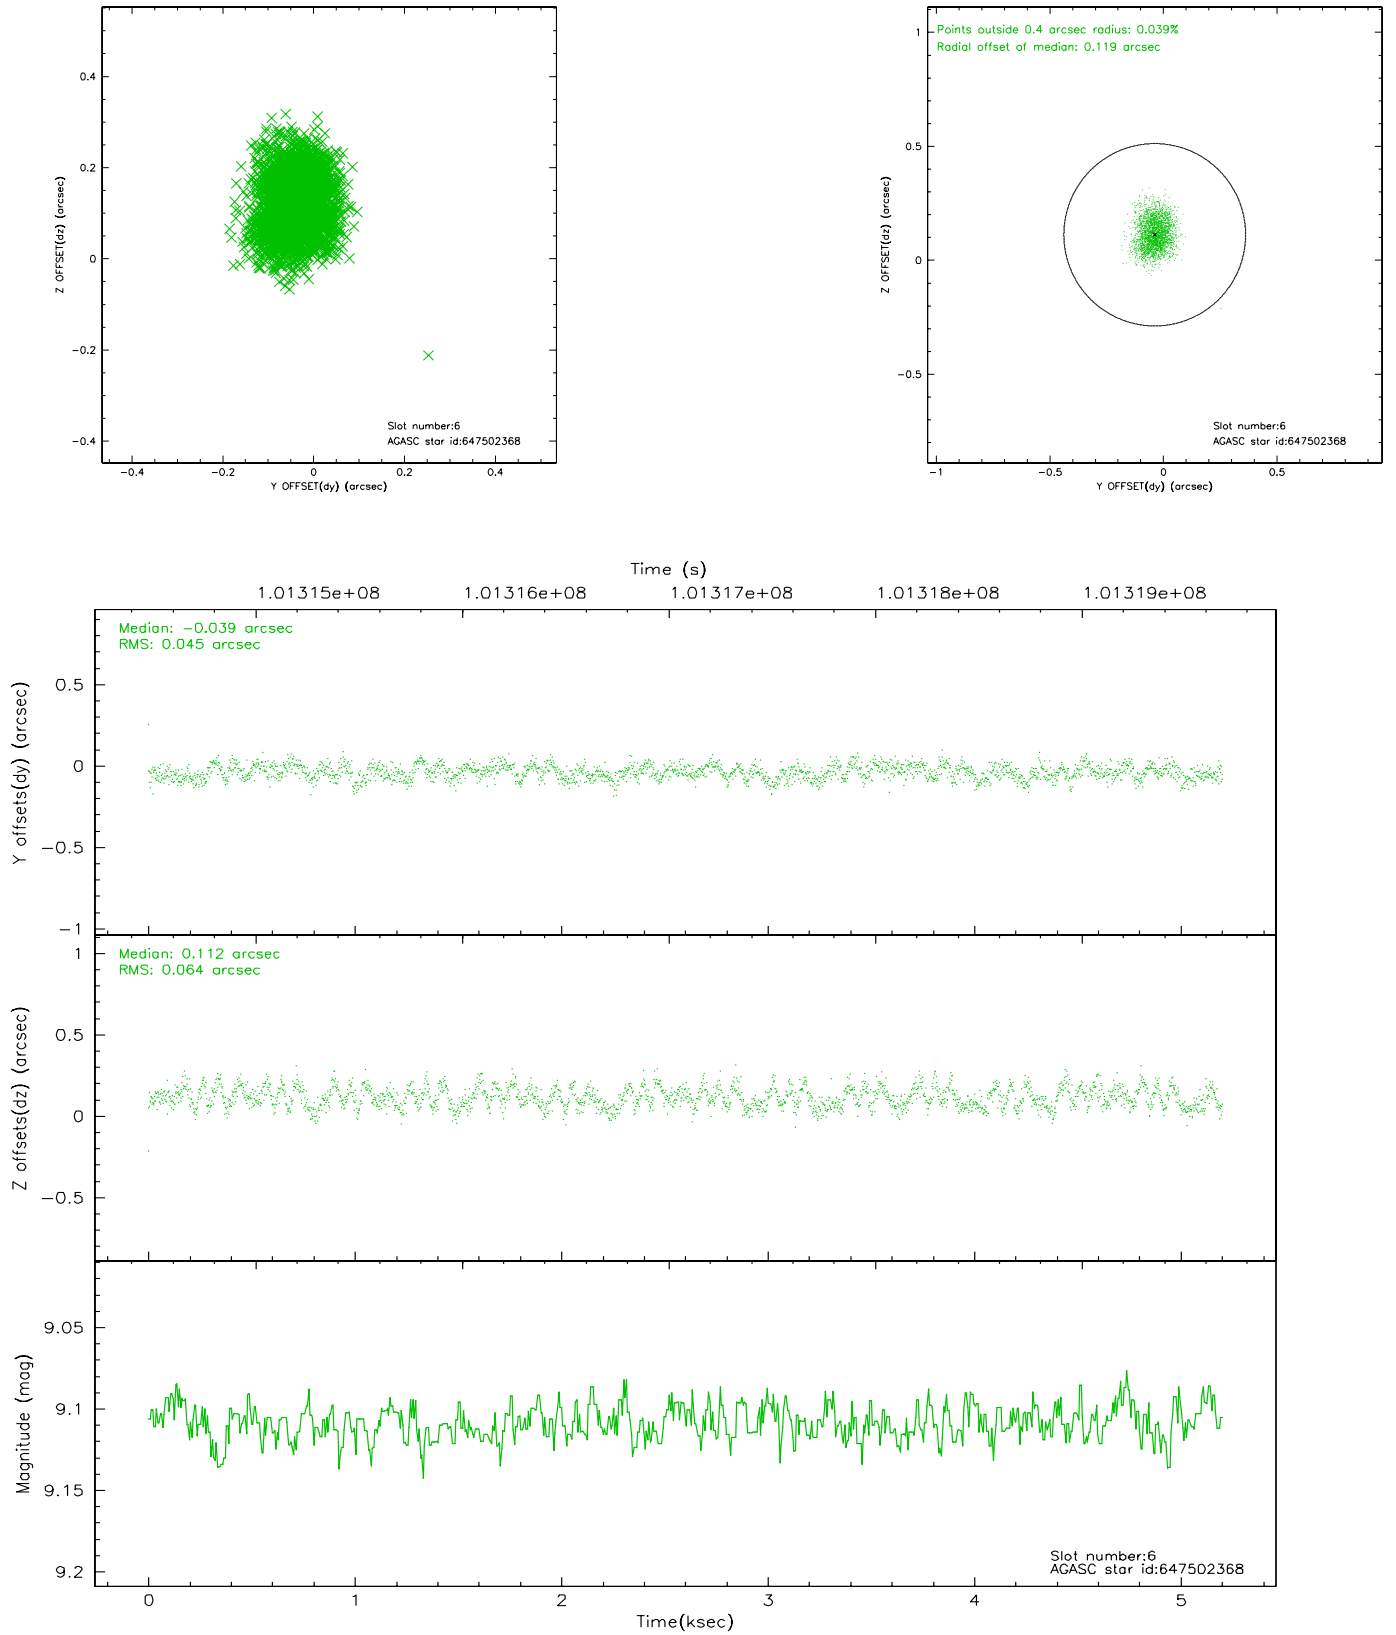 0.4
0.2
0
−0.2
−0.4
Z OFFSET(dz) (arcsec)
Slot number:6
AGASC star id:647502368
−0.4 −0.2 0 0.2 0.4
Y OFFSET(dy) (arcsec)
Points outside 0.4 arcsec radius: 0.039%
Radial offset of median: 0.119 arcsec
1
0.5
0
−0.5
Z OFFSET(dz) (arcsec)
Slot number:6
AGASC star id:647502368
−1 −0.5 0 0.5
Y OFFSET(dy) (arcsec)
Time (s)
1.01315e+08 1.01316e+08 1.01317e+08 1.01318e+08 1.01319e+08
Median: −0.039 arcsec
RMS: 0.045 arcsec
0.5
0
−0.5
−1
Y offsets(dy) (arcsec)
Median: 0.112 arcsec
RMS: 0.064 arcsec
1
0.5
0
−0.5
Z offsets(dz) (arcsec)
9.05
9.1
9.15
9.2
Magnitude (mag)
Slot number:6
AGASC star id:647502368
0 1 2 3 4 5
Time(ksec)